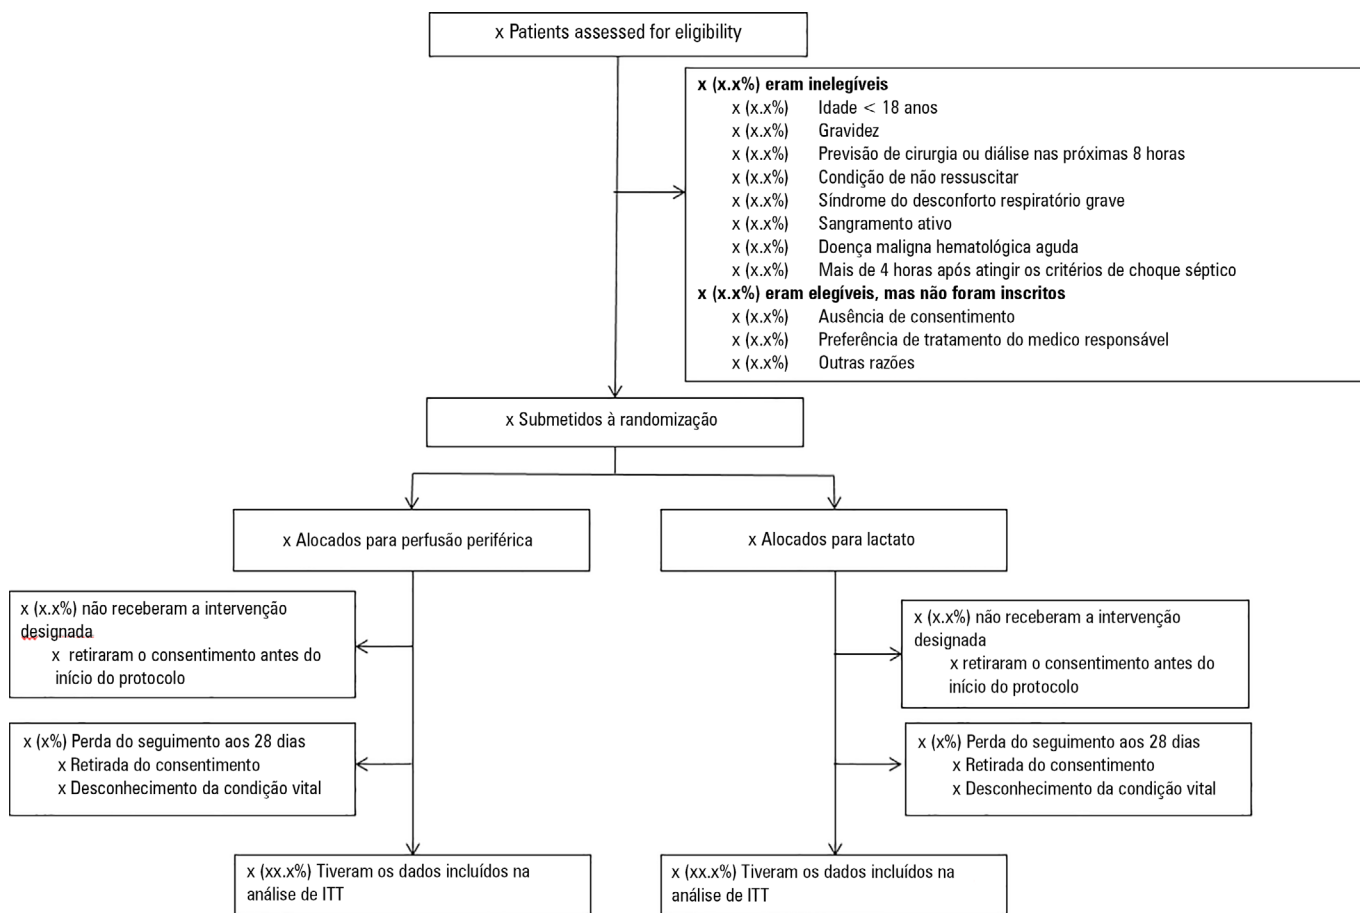 x Patients assessed for eligibility
x (x.x%) eram inelegíveis
x (x.x%) Idade < 18 anos
x (x.x%) Gravidez
x (x.x%) Previsão de cirurgia ou diálise nas próximas 8 horas
x (x.x%) Condição de não ressuscitar
x (x.x%) Síndrome do desconforto respiratório grave
x (x.x%) Sangramento ativo
x (x.x%) Doença maligna hematológica aguda
x (x.x%) Mais de 4 horas após atingir os critérios de choque séptico
x (x.x%) eram elegíveis, mas não foram inscritos
x (x.x%) Ausência de consentimento
x (x.x%) Preferência de tratamento do medico responsável
x (x.x%) Outras razões
x Submetidos à randomização
x Alocados para perfusão periférica
x Alocados para lactato
x (x.x%) não receberam a intervenção
designada
x retiraram o consentimento antes do
início do protocolo
x (x.x%) não receberam a intervenção
designada
x retiraram o consentimento antes do
início do protocolo
x (x%) Perda do seguimento aos 28 dias
x Retirada do consentimento
x Desconhecimento da condição vital
x (x%) Perda do seguimento aos 28 dias
x Retirada do consentimento
x Desconhecimento da condição vital
x (xx.x%) Tiveram os dados incluídos na
análise de ITT
x (xx.x%) Tiveram os dados incluídos na
análise de ITT